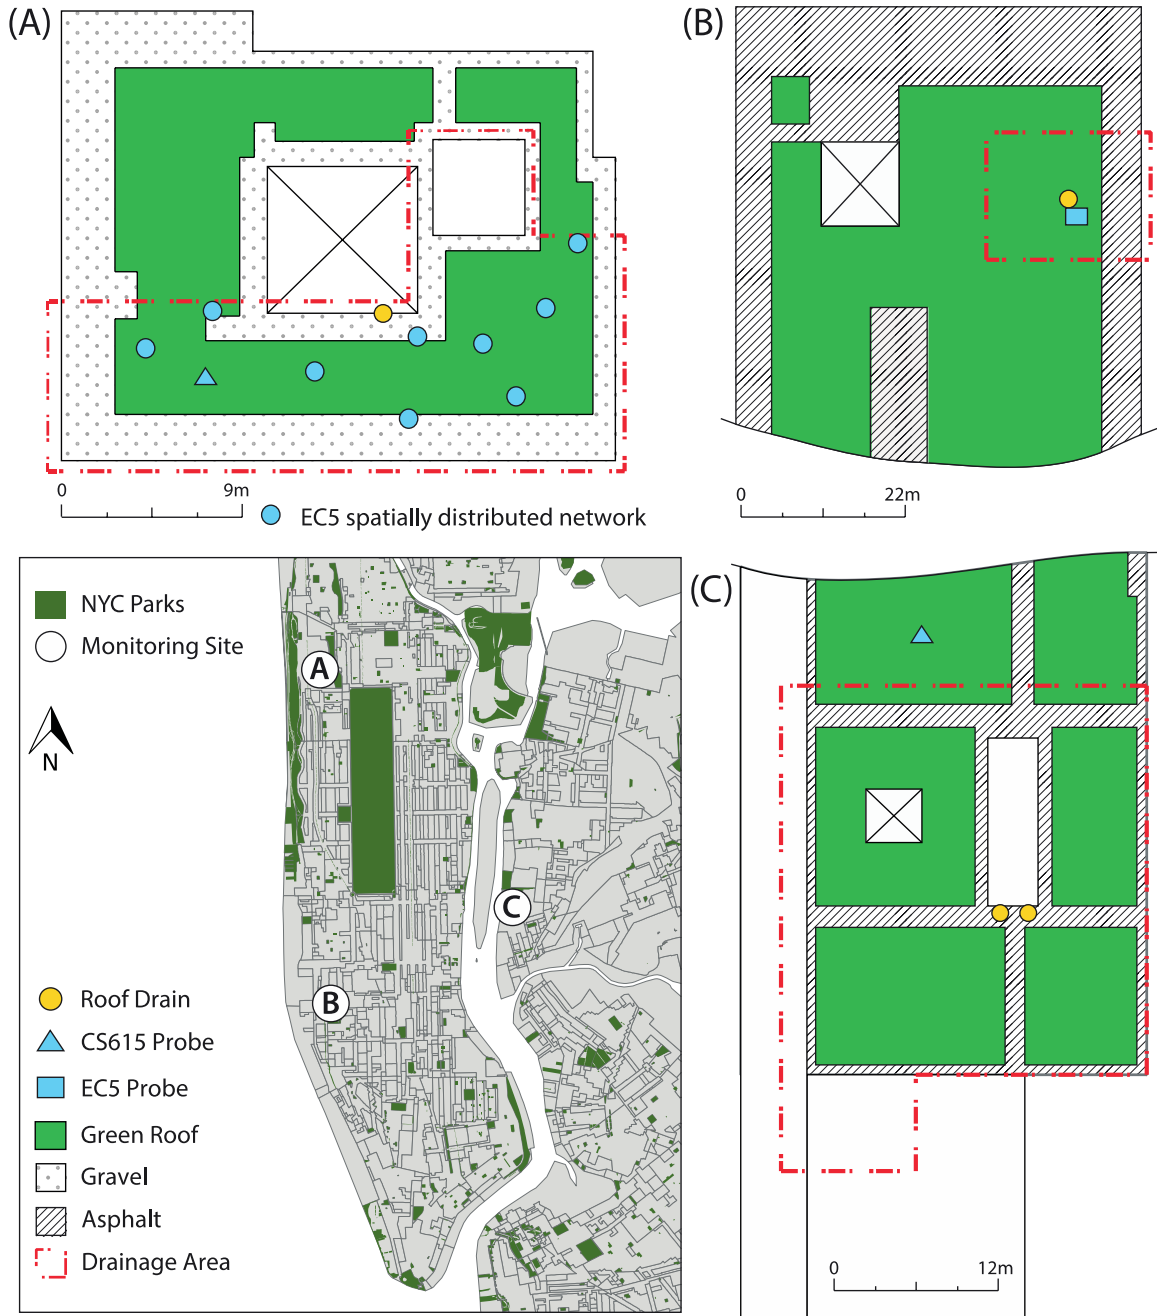 (A)
(B)
0 9m
EC5 spatially distributed network
0 22m
NYC Parks
Monitoring Site
N
A
B
C
Roof Drain
CS615 Probe
EC5 Probe
Green Roof
Gravel
Asphalt
Drainage Area
(C)
0 12m